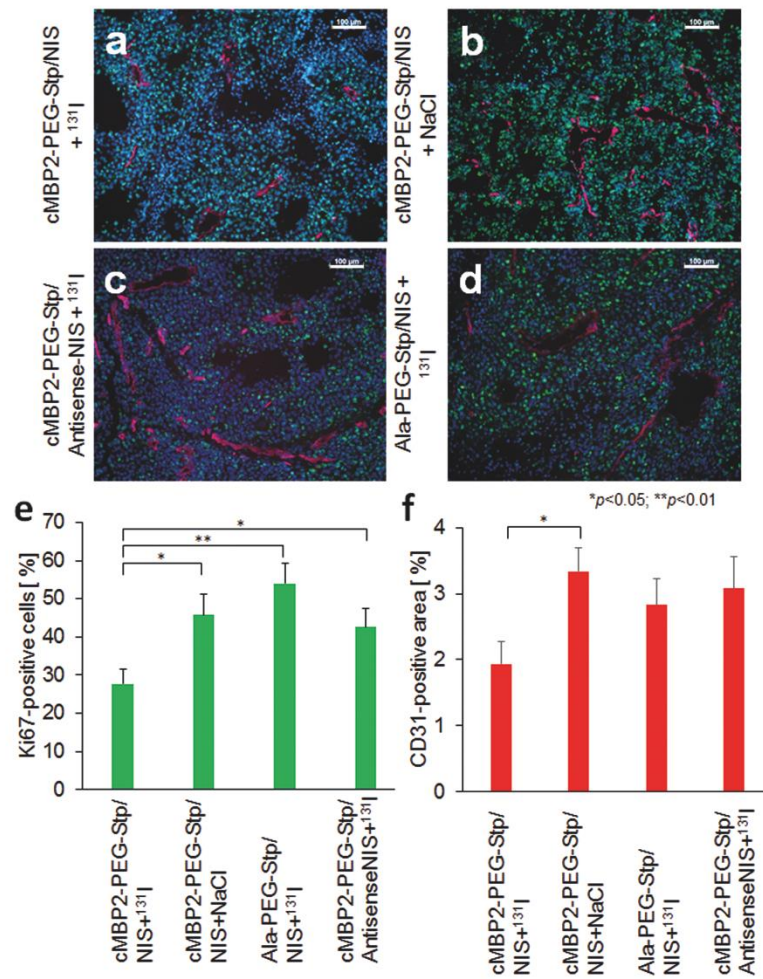 100 µm
100 µm
a
b
cMBP2-PEG-Stp/NIS
+ ¹³¹I
cMBP2-PEG-Stp/NIS
+ NaCl
100 µm
100 µm
c
d
cMBP2-PEG-Stp/
Antisense-NIS + ¹³¹I
Ala-PEG-Stp/NIS +
¹³¹I
*p<0.05; **p<0.01
e
70
60
50
40
30
20
10
0
Ki67-positive cells [ %]
*
**
*
cMBP2-PEG-Stp/
NIS+¹³¹I
cMBP2-PEG-Stp/
NIS+NaCl
Ala-PEG-Stp/
NIS+¹³¹I
cMBP2-PEG-Stp/
AntisenseNIS+¹³¹I
f
4
3
2
1
0
CD31-positive area [ %]
*
cMBP2-PEG-Stp/
NIS+¹³¹I
cMBP2-PEG-Stp/
NIS+NaCl
Ala-PEG-Stp/
NIS+¹³¹I
cMBP2-PEG-Stp/
AntisenseNIS+¹³¹I